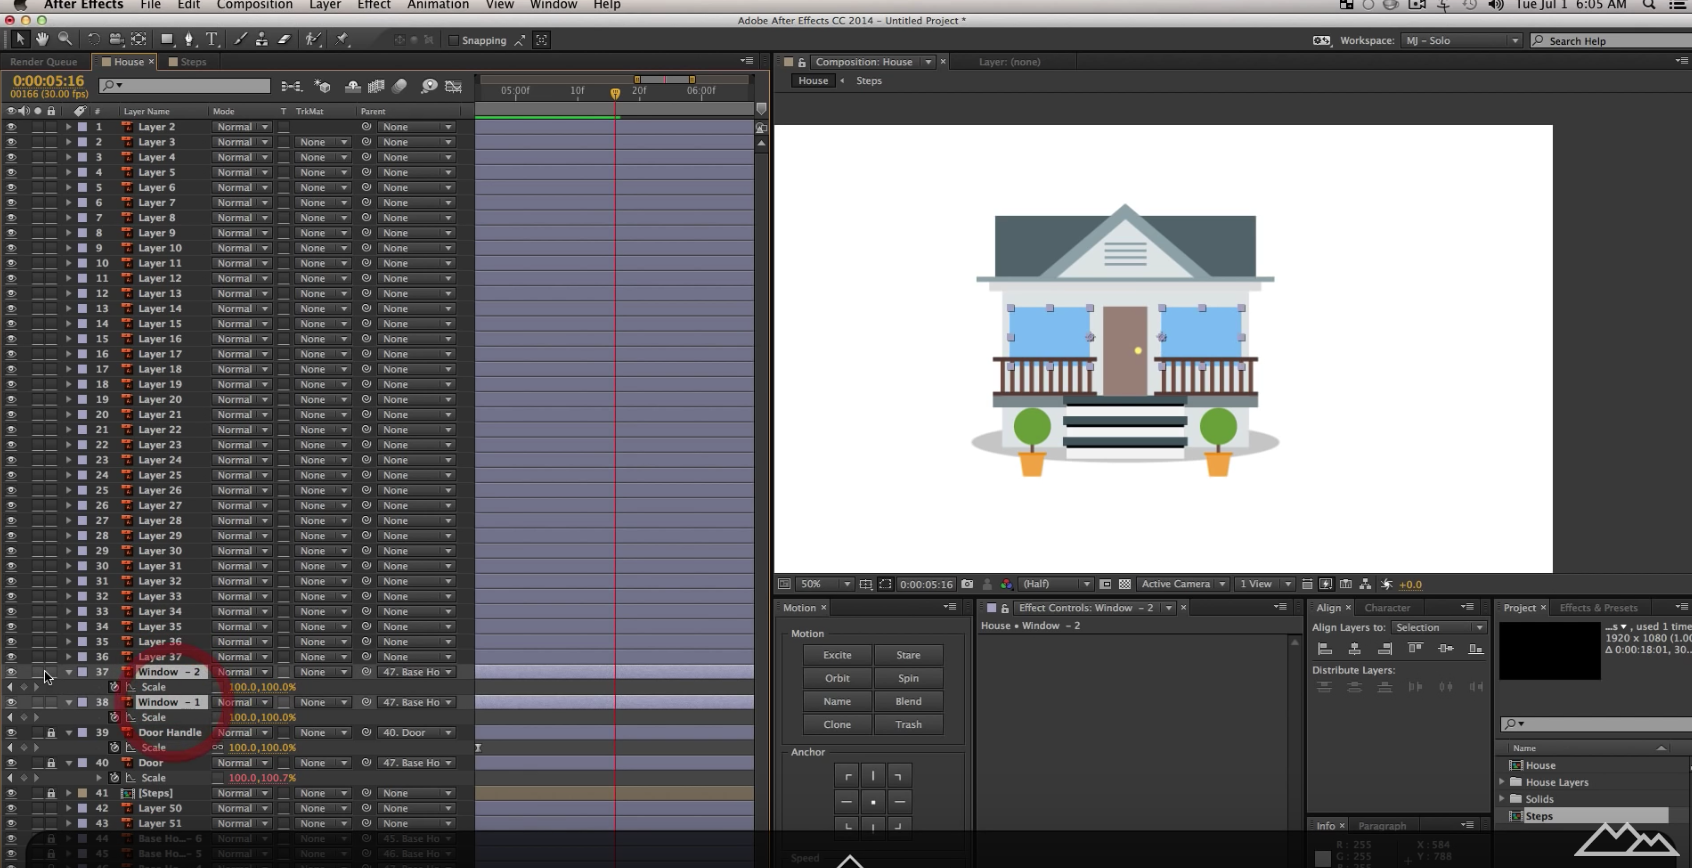 After Effects File Edit Composition Layer Effect Animation View Window Help Tue Jul 1 6:05 AM
Adobe After Effects CC 2014 - Untitled Project *
Snapping Workspace: MJ - Solo Search Help
Render Queue House Steps
Composition: House Layer: (none)
0:00:05:16
00166 (30.00 fps)
House Steps
05:00f 10f 20f 06:00f
# Layer Name Mode T TrkMat Parent
1 Layer 2 Normal None
2 Layer 3 Normal None None
3 Layer 4 Normal None None
4 Layer 5 Normal None None
5 Layer 6 Normal None None
6 Layer 7 Normal None None
7 Layer 8 Normal None None
8 Layer 9 Normal None None
9 Layer 10 Normal None None
10 Layer 11 Normal None None
11 Layer 12 Normal None None
12 Layer 13 Normal None None
13 Layer 14 Normal None None
14 Layer 15 Normal None None
15 Layer 16 Normal None None
16 Layer 17 Normal None None
17 Layer 18 Normal None None
18 Layer 19 Normal None None
19 Layer 20 Normal None None
20 Layer 21 Normal None None
21 Layer 22 Normal None None
22 Layer 23 Normal None None
23 Layer 24 Normal None None
24 Layer 25 Normal None None
25 Layer 26 Normal None None
26 Layer 27 Normal None None
27 Layer 28 Normal None None
28 Layer 29 Normal None None
29 Layer 30 Normal None None
30 Layer 31 Normal None None
31 Layer 32 Normal None None
32 Layer 33 Normal None None
33 Layer 34 Normal None None
34 Layer 35 Normal None None
35 Layer 36 Normal None None
36 Layer 37 Normal None None
37 Window - 2 Normal None 47. Base Ho
Scale 100.0,100.0%
38 Window - 1 Normal None 47. Base Ho
Scale 100.0,100.0%
39 Door Handle Normal None 40. Door
Scale 100.0,100.0%
40 Door Normal None 47. Base Ho
Scale 100.0,100.7%
41 [Steps] Normal None None
42 Layer 50 Normal None None
43 Layer 51 Normal None None
44 Base Ho...- 6 Normal None 45. Base Ho
45 Base Ho...- 5 Normal None 46. Base Ho
50% 0:00:05:16 (Half) Active Camera 1 View +0.0
Motion
Motion
Excite Stare
Orbit Spin
Name Blend
Clone Trash
Anchor
Speed
Effect Controls: Window - 2
House • Window - 2
Align Character
Align Layers to: Selection
Distribute Layers:
Info Paragraph
R : 255
G : 255
B : 255
X : 584
Y : 788
Project Effects & Presets
...s , used 1 time
1920 x 1080 (1.00
Δ 0:00:18:01, 30...
Name
House
House Layers
Solids
Steps